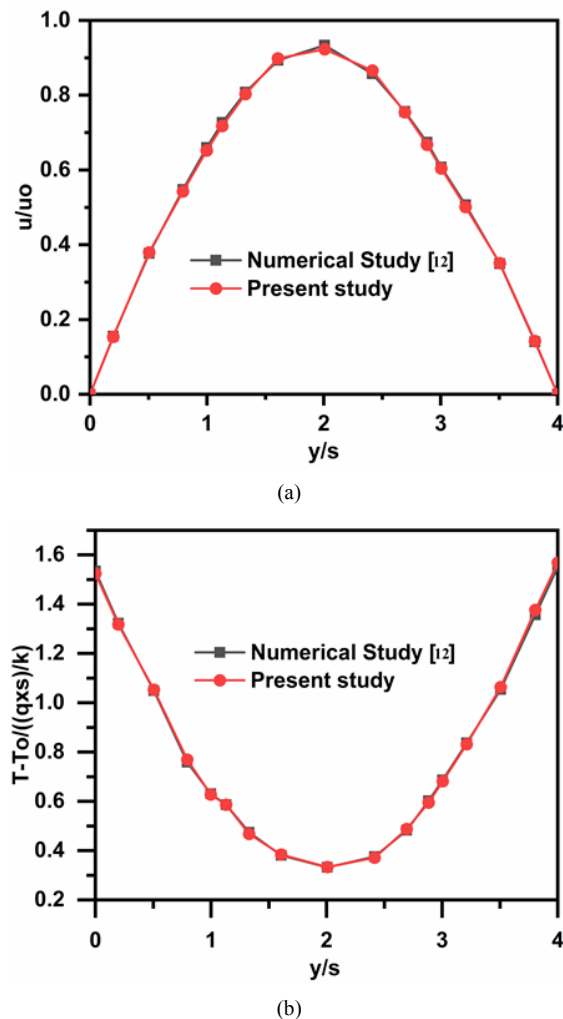 1.0
0.8
0.6
0.4
0.2
0.0
u/uo
Numerical Study [12]
Present study
0 1 2 3 4
y/s
(a)
1.6
1.4
1.2
1.0
0.8
0.6
0.4
0.2
T-To/((qxs)/k)
Numerical Study [12]
Present study
0 1 2 3 4
y/s
(b)